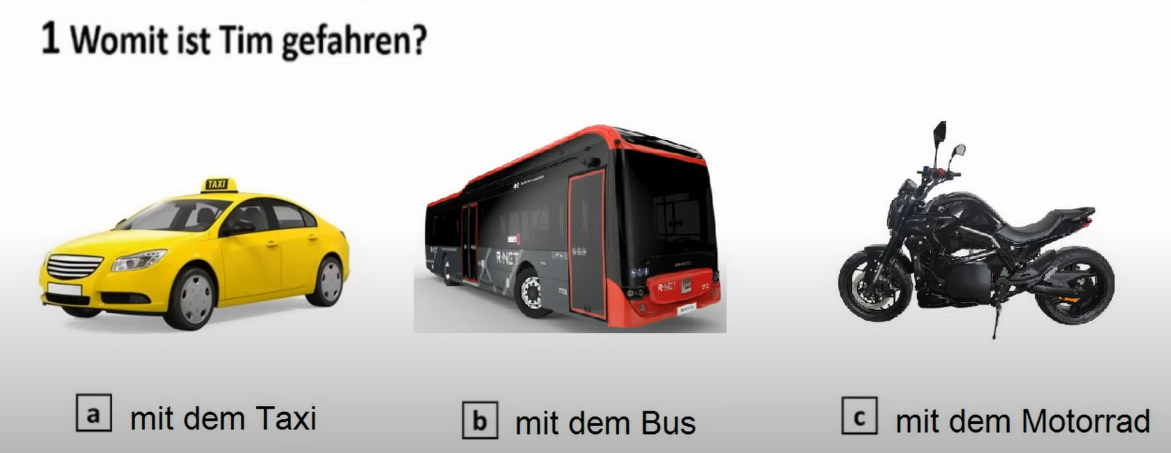 1 Womit ist Tim gefahren?
TAXI
R-NET
R-NET
a mit dem Taxi
b mit dem Bus
c mit dem Motorrad